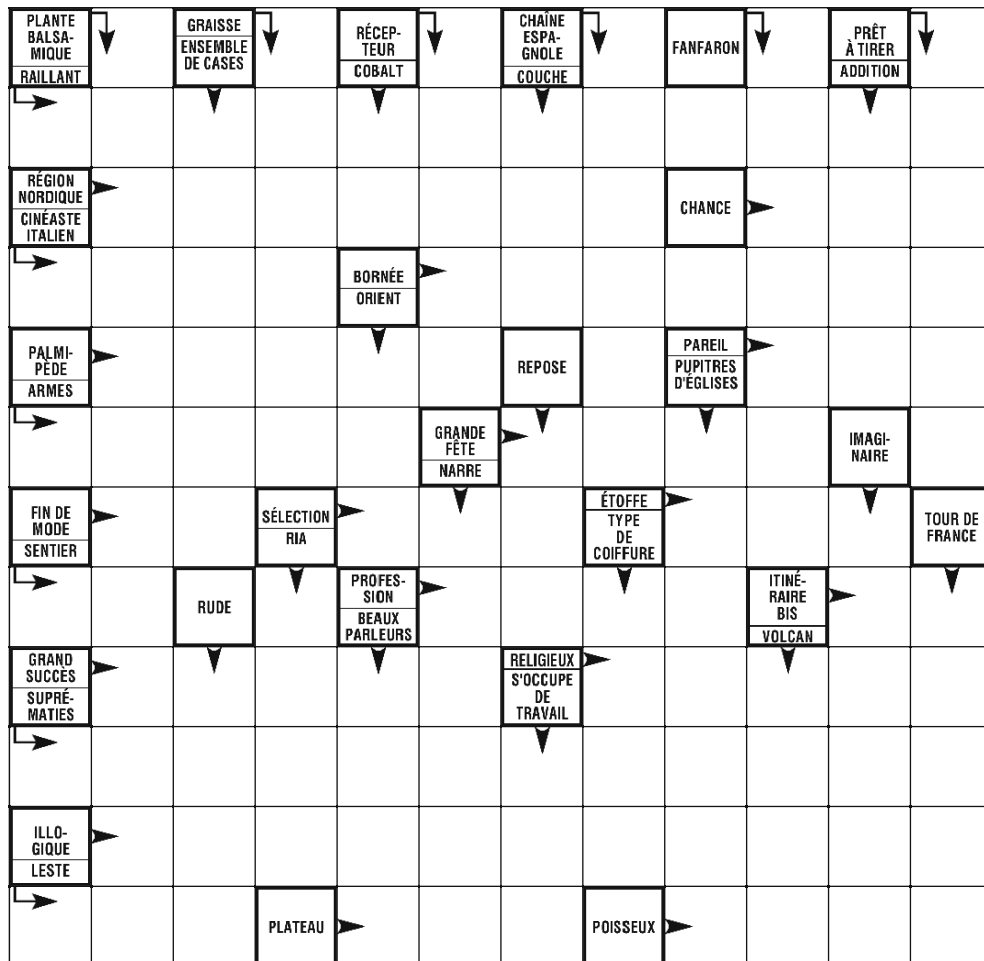 PLANTE
BALSA-
MIQUE
RAILLANT
GRAISSE
ENSEMBLE
DE CASES
RÉCEP-
TEUR
COBALT
CHAÎNE
ESPA-
GNOLE
COUCHE
FANFARON
PRÊT
À TIRER
ADDITION
RÉGION
NORDIQUE
CINÉASTE
ITALIEN
CHANCE
BORNÉE
ORIENT
PALMI-
PÈDE
ARMES
REPOSE
PAREIL
PUPITRES
D'ÉGLISES
GRANDE
FÊTE
NARRE
IMAGI-
NAIRE
FIN DE
MODE
SENTIER
SÉLECTION
RIA
ÉTOFFE
TYPE
DE
COIFFURE
TOUR DE
FRANCE
RUDE
PROFES-
SION
BEAUX
PARLEURS
ITINÉ-
RAIRE
BIS
VOLCAN
GRAND
SUCCÈS
SUPRÉ-
MATIES
RELIGIEUX
S'OCCUPE
DE
TRAVAIL
ILLO-
GIQUE
LESTE
PLATEAU
POISSEUX